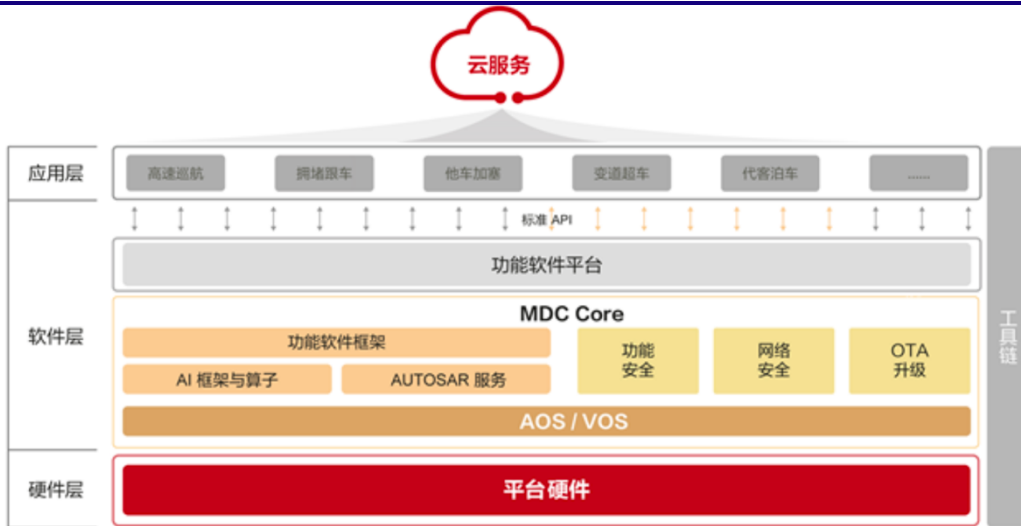 云服务
应用层
高速巡航
拥堵跟车
他车加塞
变道超车
代客泊车
......
标准 API
软件层
功能软件平台
MDC Core
功能软件框架
AI 框架与算子
AUTOSAR 服务
功能
安全
网络
安全
OTA
升级
AOS / VOS
硬件层
平台硬件
工具链